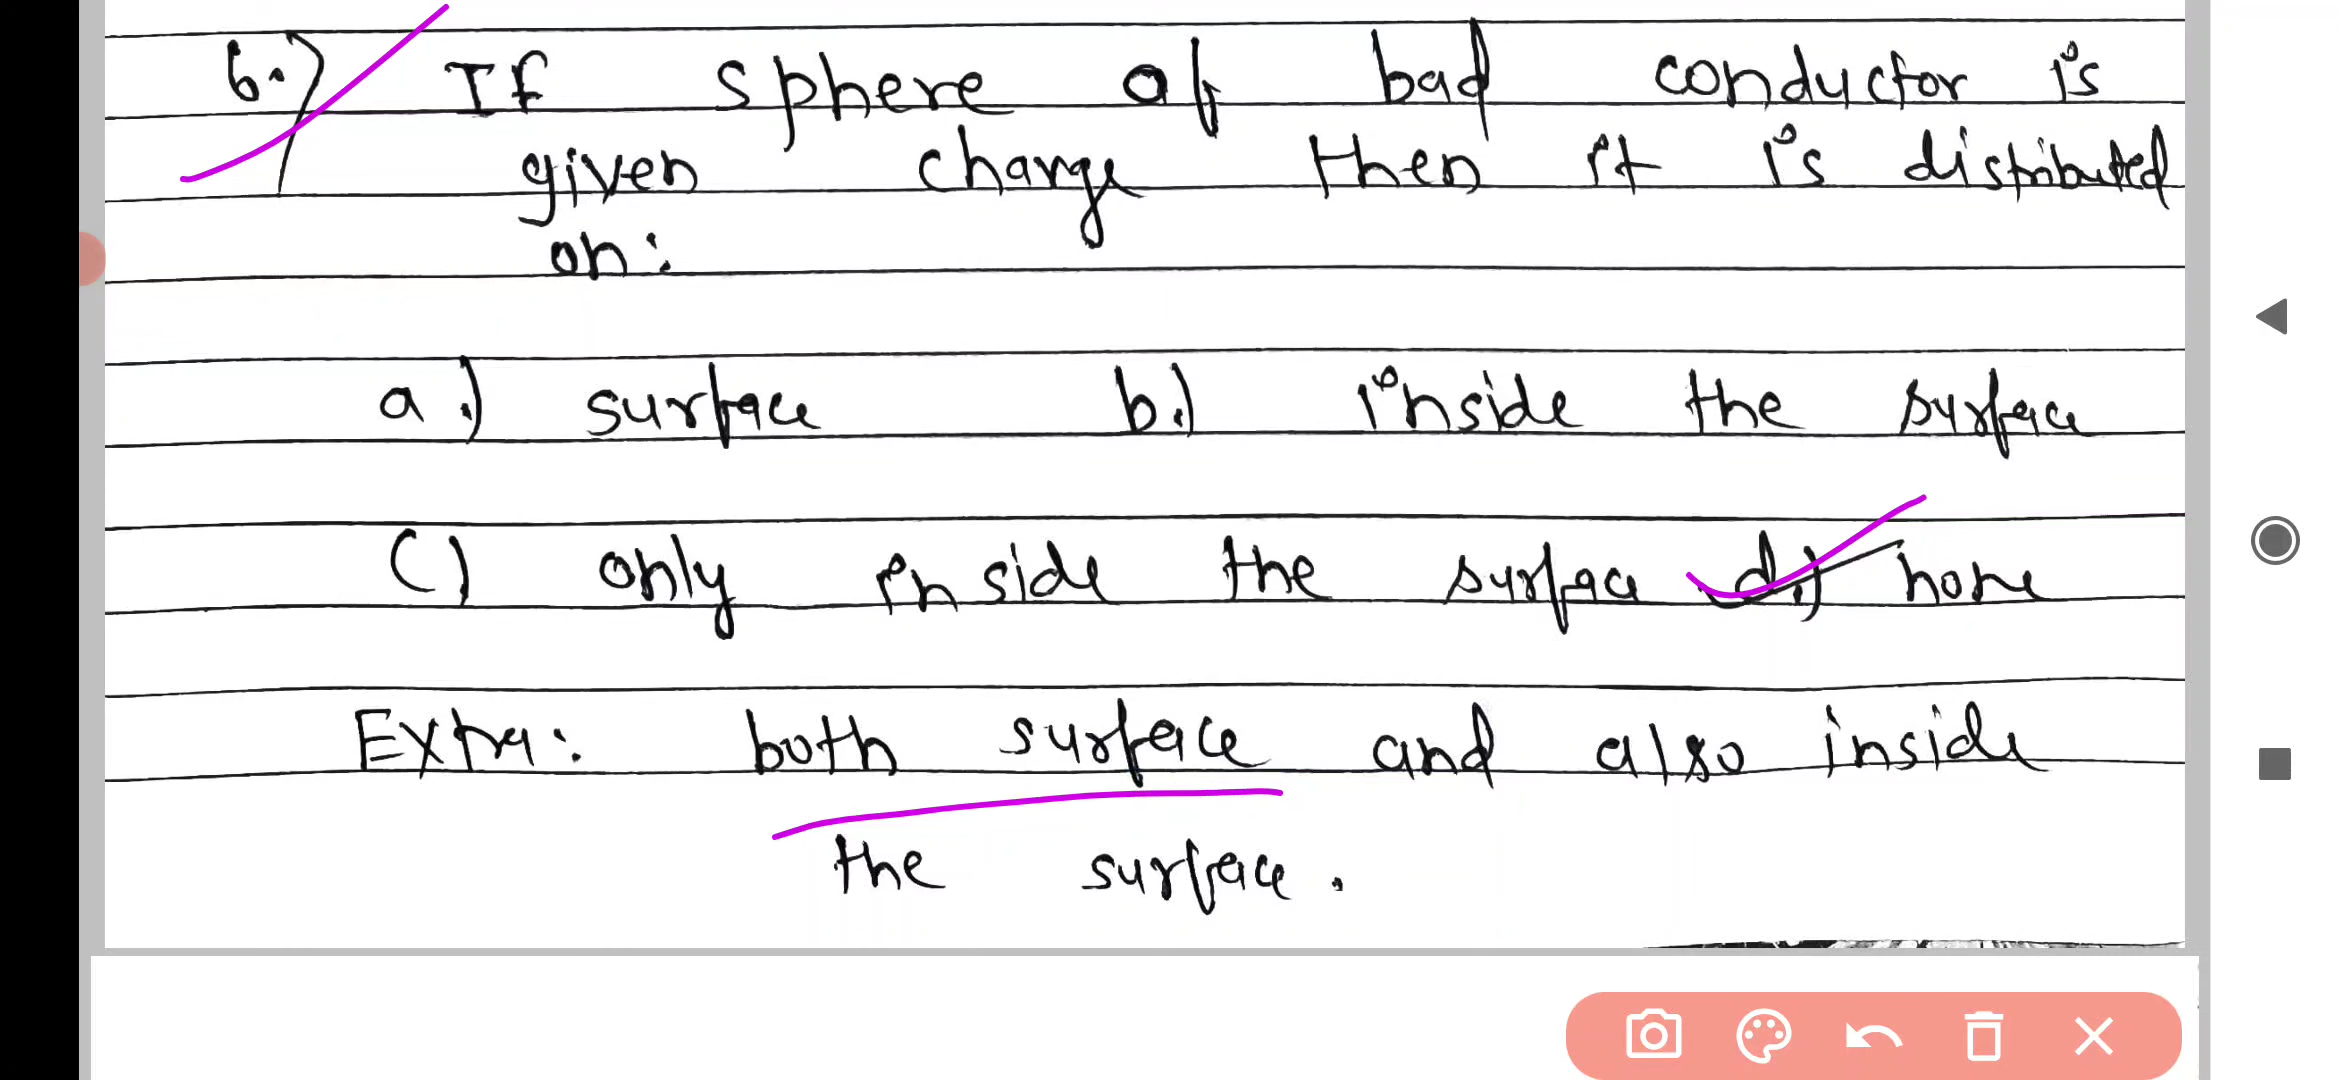 6.) If sphere of bad conductor is
given charge then it is distributed
on:
a.) surface b.) inside the surface
c) only inside the surface d) none
Extra: both surface and also inside
the surface.